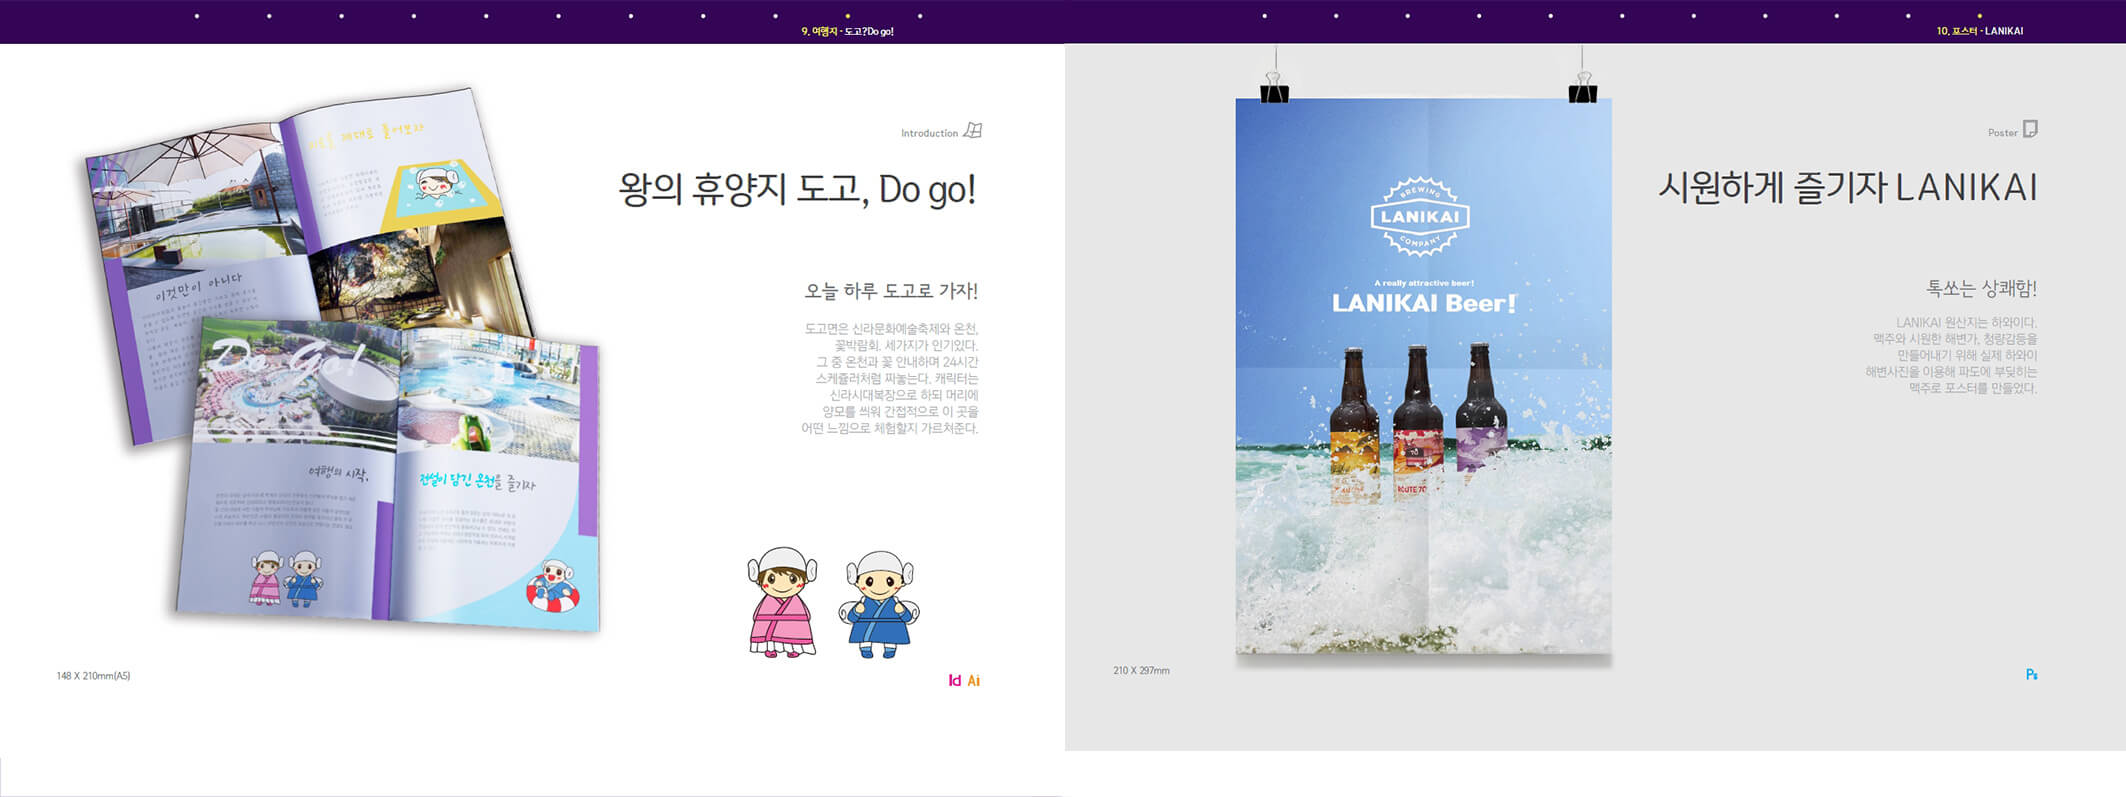 9. 여행지 - 도고?Do go!
Introduction
왕의 휴양지 도고, Do go!
오늘 하루 도고로 가자!
도고면은 신라문화예술축제와 온천,
꽃박람회. 세가지가 인기있다.
그 중 온천과 꽃 안내하며 24시간
스케쥴러처럼 짜놓는다. 캐릭터는
신라시대복장으로 하되 머리에
양모를 씌워 간접적으로 이 곳을
어떤 느낌으로 체험할지 가르쳐준다.
제대로 풀어보자
이것만이 아니다
Do Go!
여행의 시작,
전설이 담긴 온천을 즐기자
148 X 210mm(A5)
Id Ai
10. 포스터 - LANIKAI
Poster
시원하게 즐기자 LANIKAI
톡쏘는 상쾌함!
LANIKAI 원산지는 하와이다.
맥주와 시원한 해변가, 청량감등을
만들어내기 위해 실제 하와이
해변사진을 이용해 파도에 부딪히는
맥주로 포스터를 만들었다.
BREWING
LANIKAI
COMPANY
A really attractive beer!
LANIKAI Beer!
ROUTE 70
210 X 297mm
Ps